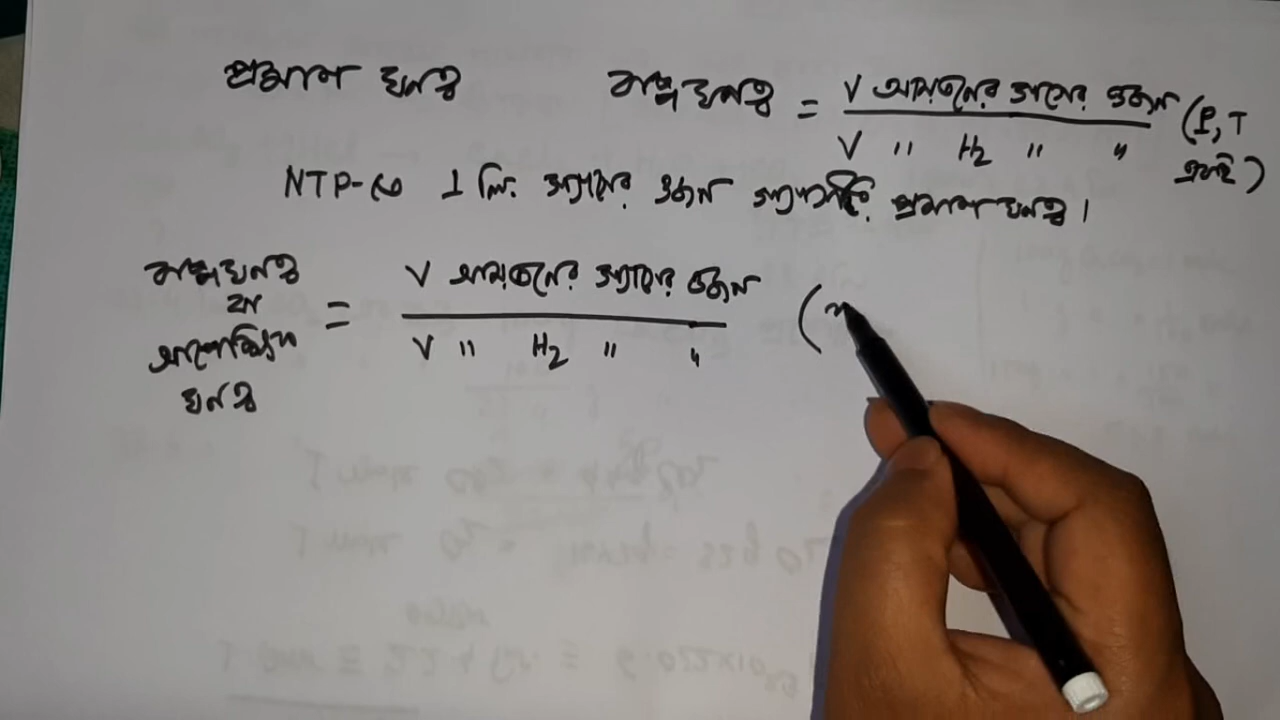 প্রমাণ ঘনত্ব
বাষ্পঘনত্ব = V আয়তনের গ্যাসের ওজন / V " H2 " " (P, T একই)
NTP-তে 1 লি. গ্যাসের ওজন গ্যাসটির প্রমাণ ঘনত্ব।
বাষ্পঘনত্ব
বা
আপেক্ষিক
ঘনত্ব
= V আয়তনের গ্যাসের ওজন / V " H2 " " (